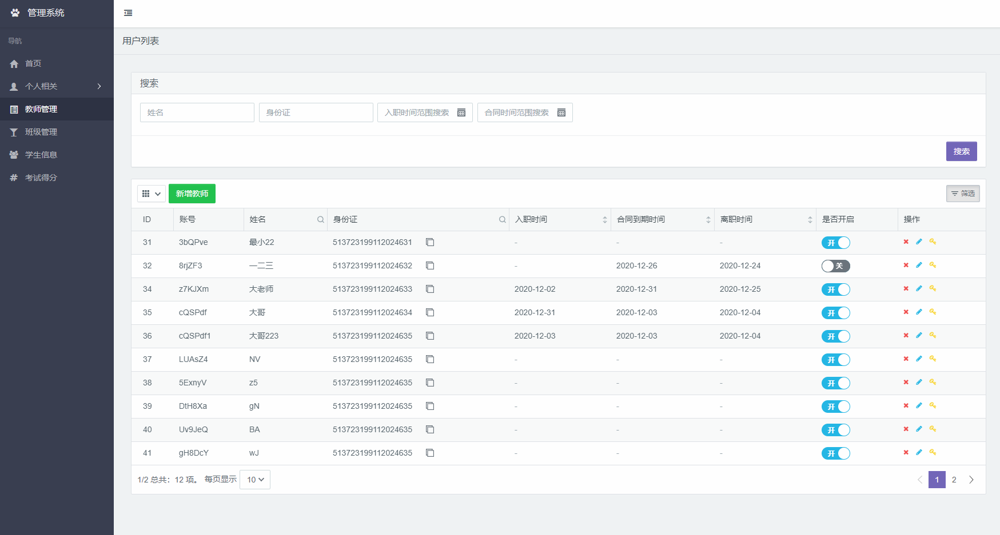 管理系统
导航
首页
个人相关
教师管理
班级管理
学生信息
考试得分
用户列表
搜索
姓名 身份证 入职时间范围搜索 合同时间范围搜索
搜索
新增教师 筛选
ID 账号 姓名 身份证 入职时间 合同到期时间 离职时间 是否开启 操作
31 3bQPve 最小22 513723199112024631 - - - 开
32 8rjZF3 一二三 513723199112024632 - 2020-12-26 2020-12-24 关
34 z7KJXm 大老师 513723199112024633 2020-12-02 2020-12-31 2020-12-25 开
35 cQSPdf 大哥 513723199112024634 2020-12-31 2020-12-03 2020-12-04 开
36 cQSPdf1 大哥223 513723199112024635 2020-12-03 2020-12-03 2020-12-04 开
37 LUAsZ4 NV 513723199112024635 - - - 开
38 5ExnyV z5 513723199112024635 - - - 开
39 DtH8Xa gN 513723199112024635 - - - 开
40 Uv9JeQ BA 513723199112024635 - - - 开
41 gH8DcY wJ 513723199112024635 - - - 开
1/2 总共：12 项。 每页显示 10 1 2